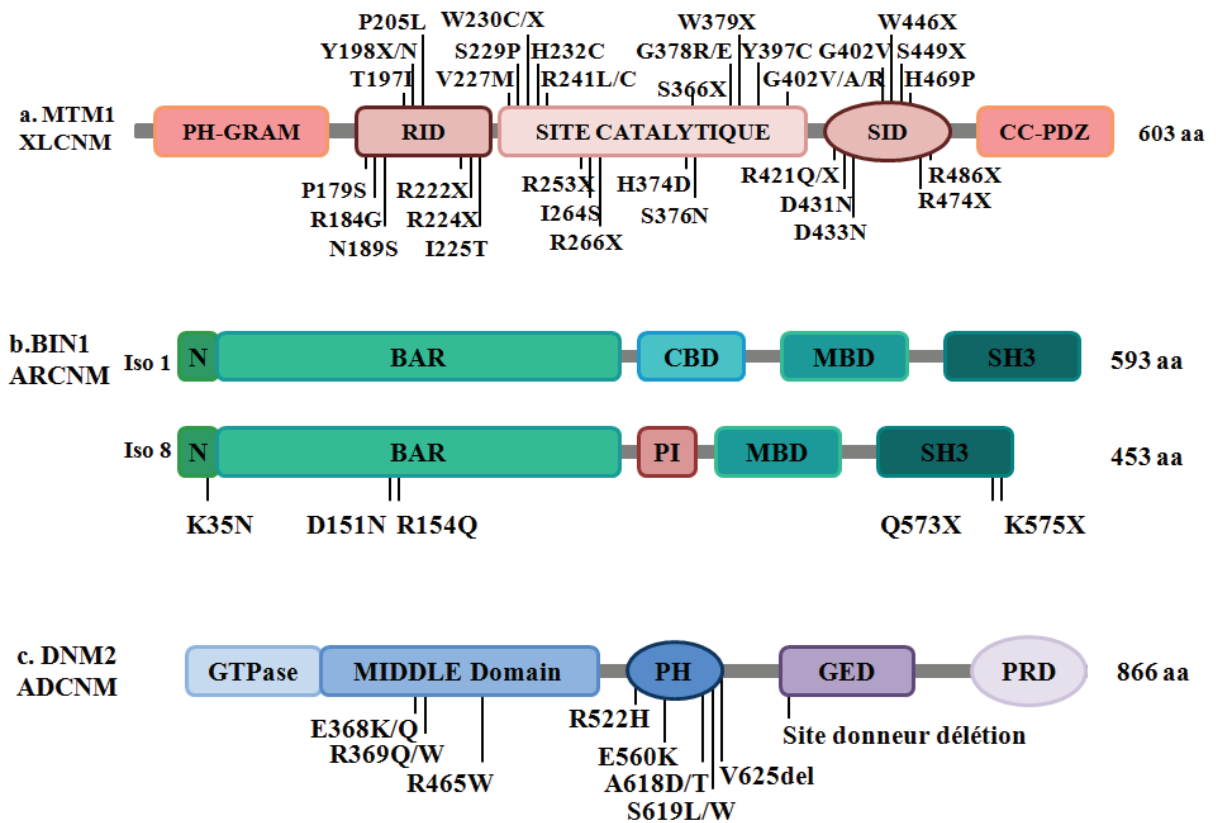 P205L W230C/X W379X W446X
Y198X/N S229P H232C G378R/E Y397C G402V S449X
T197I V227M R241L/C S366X G402V/A/R H469P
a. MTM1
XLCNM
PH-GRAM RID SITE CATALYTIQUE SID CC-PDZ 603 aa
P179S R222X R253X H374D R421Q/X R486X
R184G R224X I264S S376N D431N R474X
N189S I225T R266X D433N
b.BIN1
ARCNM
Iso 1 N BAR CBD MBD SH3 593 aa
Iso 8 N BAR PI MBD SH3 453 aa
K35N D151N R154Q Q573X K575X
c. DNM2
ADCNM
GTPase MIDDLE Domain PH GED PRD 866 aa
E368K/Q R522H Site donneur délétion
R369Q/W E560K V625del
R465W A618D/T
S619L/W